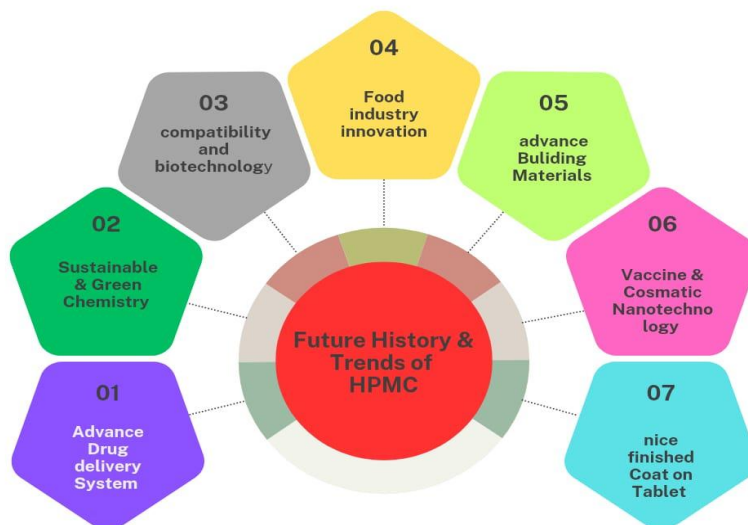 04
Food
industry
innovation
03
compatibility
and
biotechnology
05
advance
Buliding
Materials
02
Sustainable
& Green
Chemistry
06
Vaccine &
Cosmatic
Nanotechno
logy
Future History &
Trends of
HPMC
01
Advance
Drug
delivery
System
07
nice
finished
Coat on
Tablet